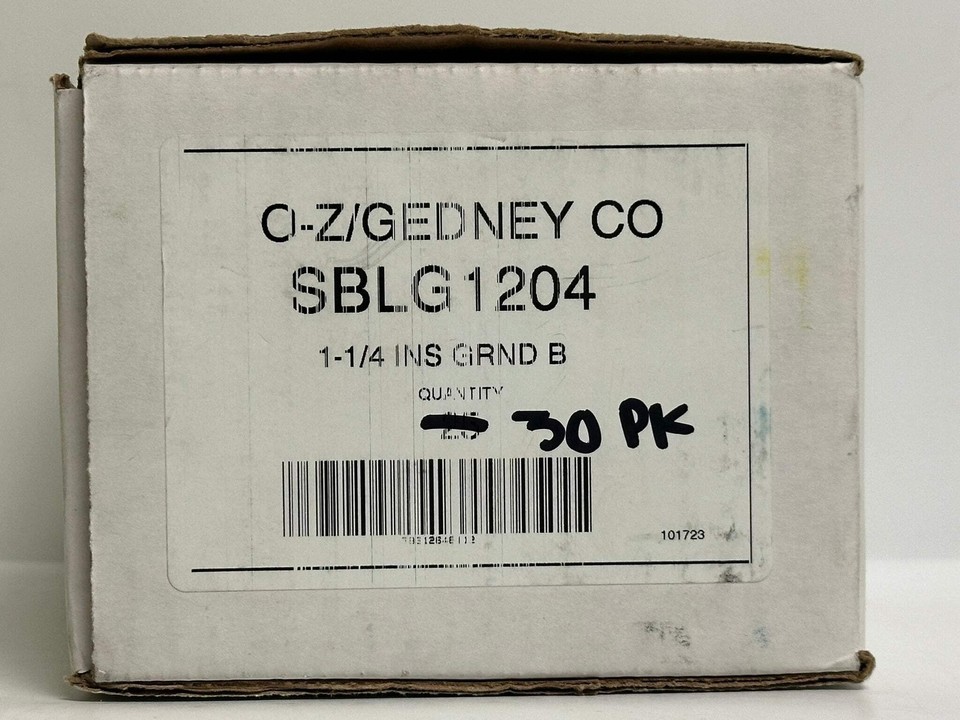 O-Z/GEDNEY CO
SBLG1204
1-1/4 INS GRND B
QUANTITY
30 PK
101723